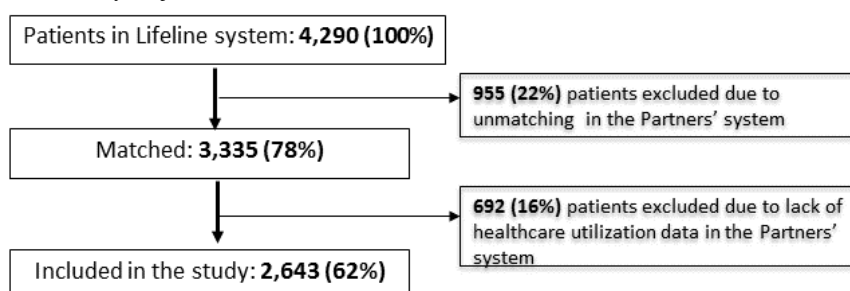 Patients in Lifeline system: 4,290 (100%)
955 (22%) patients excluded due to
unmatching in the Partners’ system
Matched: 3,335 (78%)
692 (16%) patients excluded due to lack of
healthcare utilization data in the Partners’
system
Included in the study: 2,643 (62%)